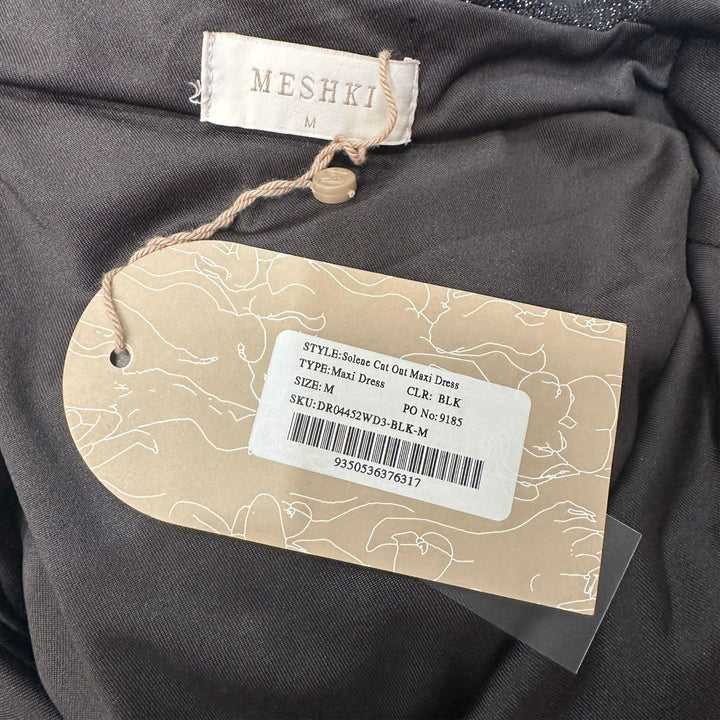 MESHKI
M
STYLE:Solene Cut Out Maxi Dress
TYPE:Maxi Dress CLR: BLK
SIZE: M PO No: 9185
SKU:DR04452WD3-BLK-M
9350536376317